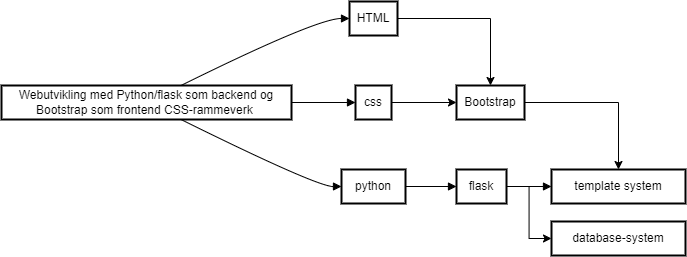 HTML
Webutvikling med Python/flask som backend og
Bootstrap som frontend CSS-rammeverk
css
Bootstrap
python
flask
template system
database-system